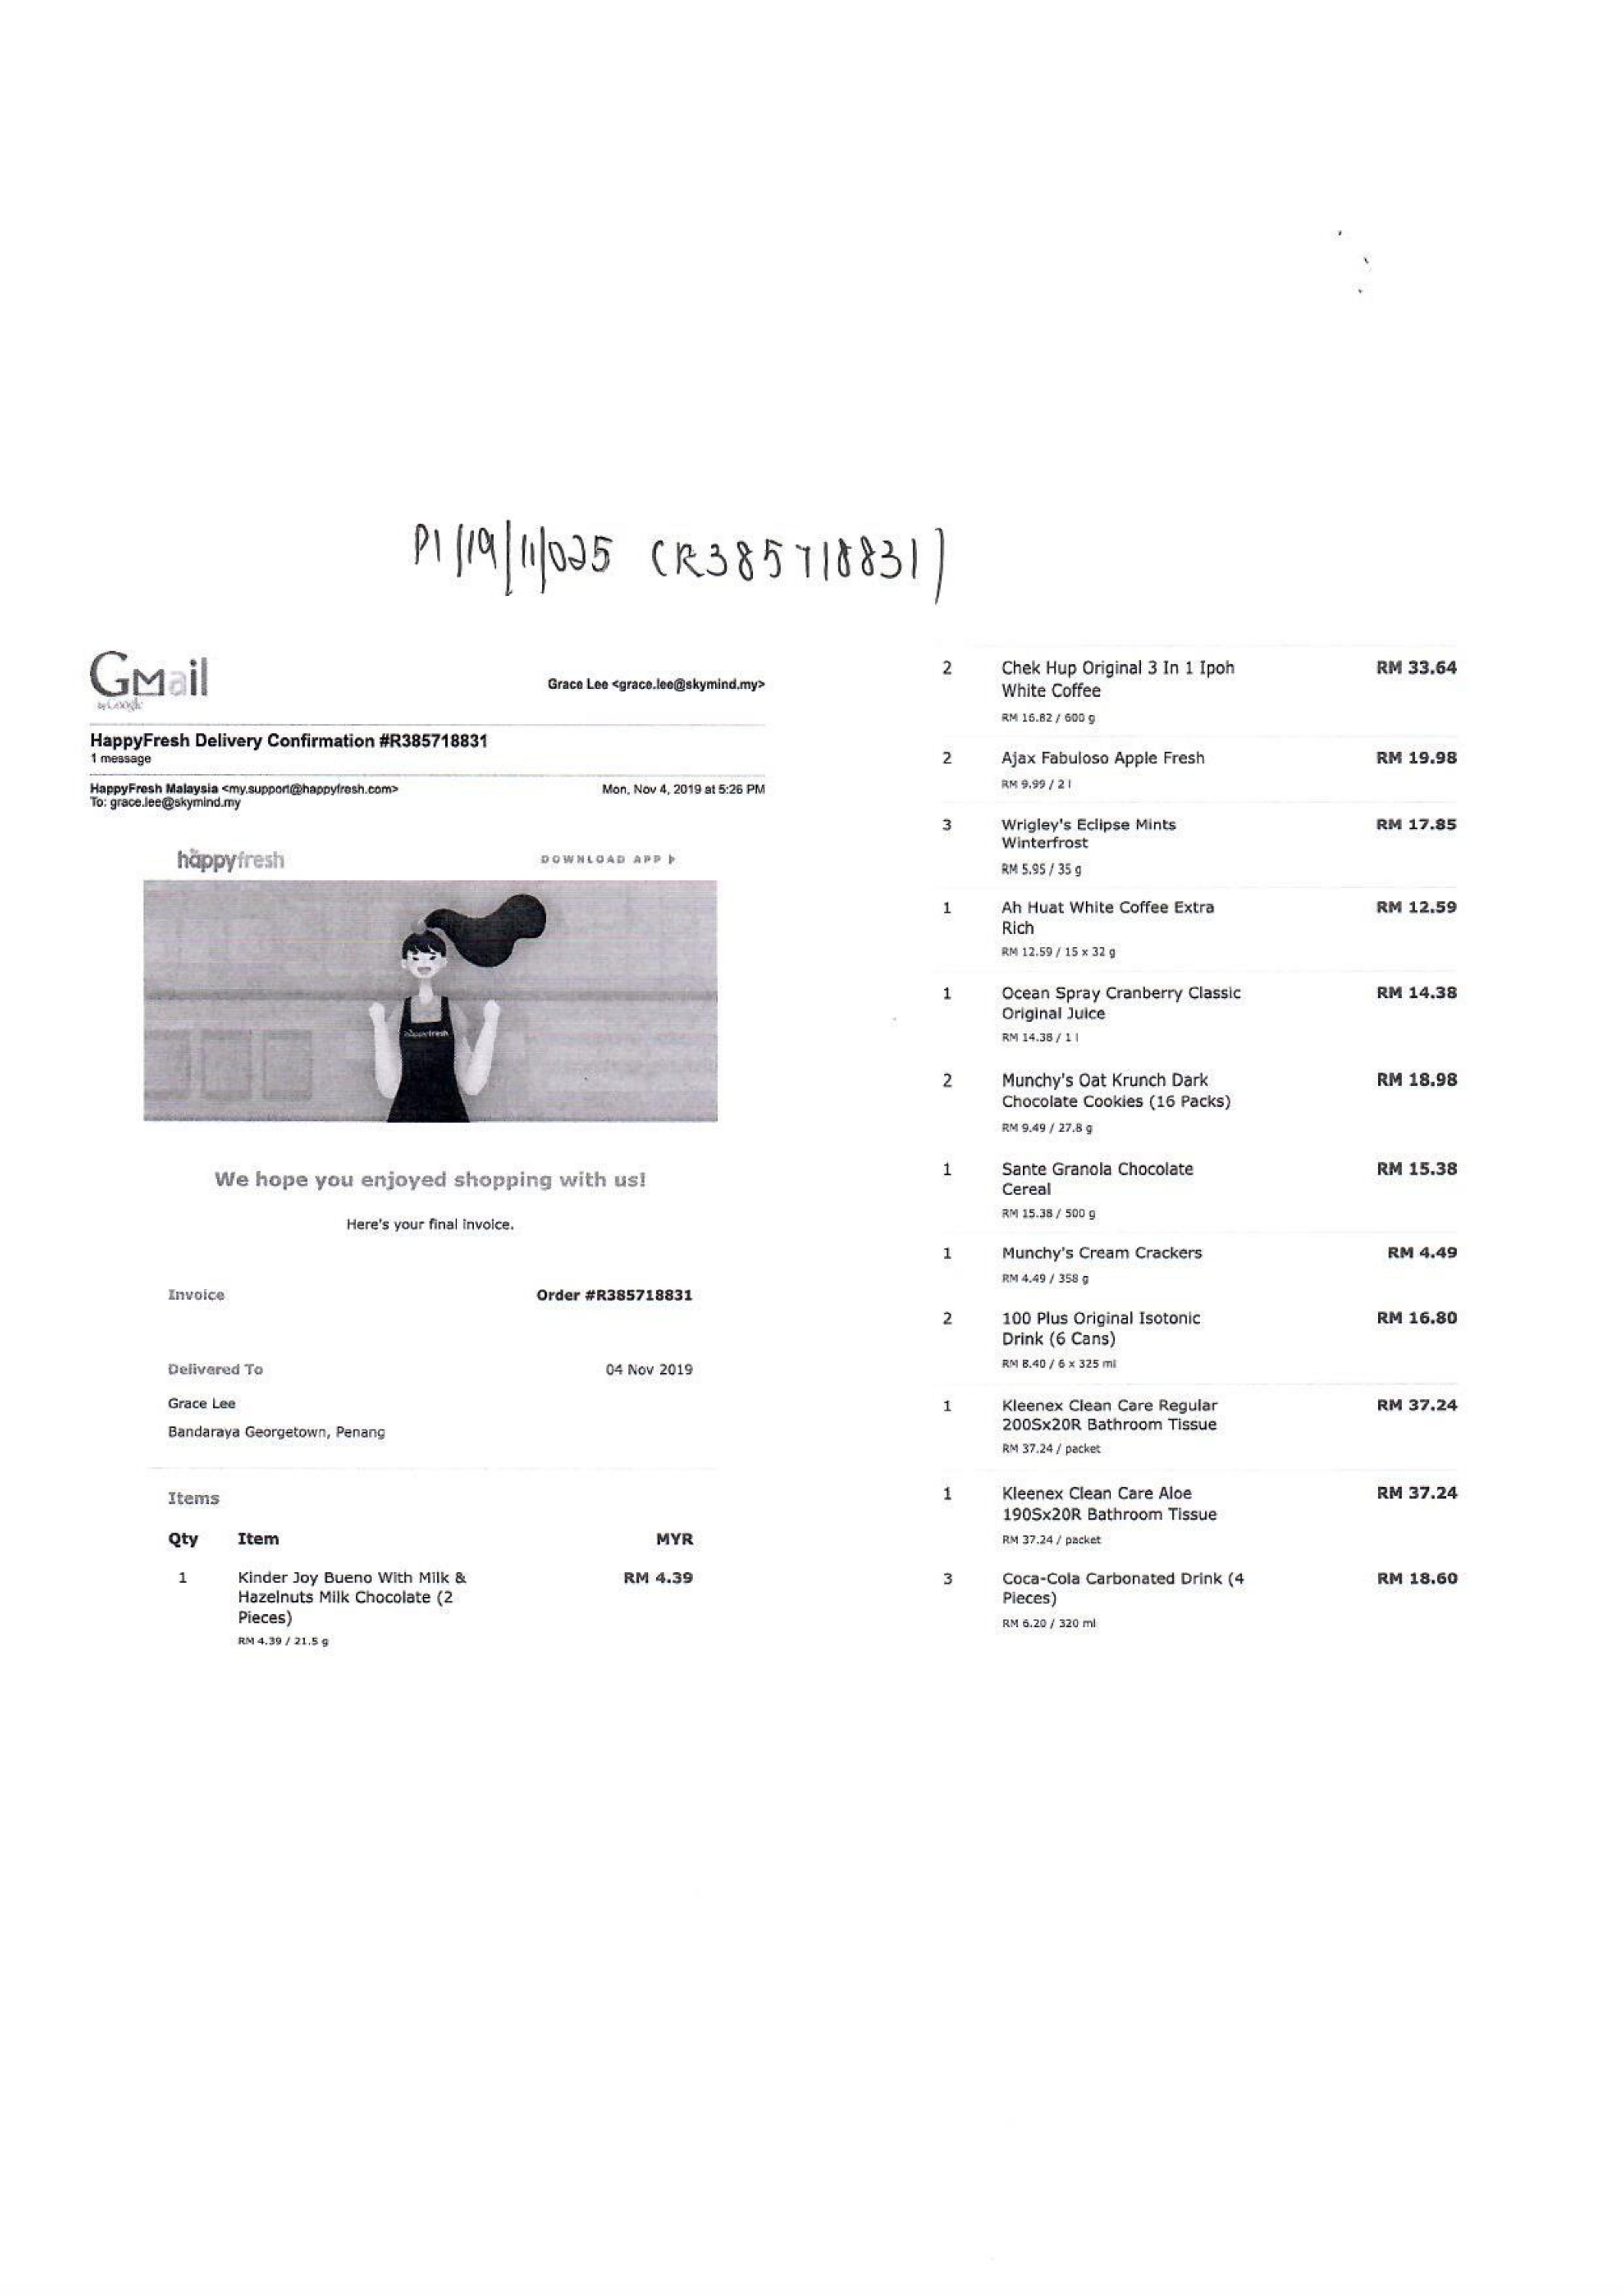 PI/19/11/025 (R385718831)
GMail
by Google
Grace Lee <grace.lee@skymind.my>
HappyFresh Delivery Confirmation #R385718831
1 message
HappyFresh Malaysia <my.support@happyfresh.com>
Mon, Nov 4, 2019 at 5:26 PM
To: grace.lee@skymind.my
happyfresh
DOWNLOAD APP
happyfresh
We hope you enjoyed shopping with us!
Here's your final invoice.
Invoice
Order #R385718831
Delivered To
04 Nov 2019
Grace Lee
Bandaraya Georgetown, Penang
Items
Qty Item MYR
1 Kinder Joy Bueno With Milk & RM 4.39
Hazelnuts Milk Chocolate (2
Pieces)
RM 4.39 / 21.5 g
2 Chek Hup Original 3 In 1 Ipoh RM 33.64
White Coffee
RM 16.82 / 600 g
2 Ajax Fabuloso Apple Fresh RM 19.98
RM 9.99 / 2 l
3 Wrigley's Eclipse Mints RM 17.85
Winterfrost
RM 5.95 / 35 g
1 Ah Huat White Coffee Extra RM 12.59
Rich
RM 12.59 / 15 x 32 g
1 Ocean Spray Cranberry Classic RM 14.38
Original Juice
RM 14.38 / 1 l
2 Munchy's Oat Krunch Dark RM 18.98
Chocolate Cookies (16 Packs)
RM 9.49 / 27.8 g
1 Sante Granola Chocolate RM 15.38
Cereal
RM 15.38 / 500 g
1 Munchy's Cream Crackers RM 4.49
RM 4.49 / 358 g
2 100 Plus Original Isotonic RM 16.80
Drink (6 Cans)
RM 8.40 / 6 x 325 ml
1 Kleenex Clean Care Regular RM 37.24
200Sx20R Bathroom Tissue
RM 37.24 / packet
1 Kleenex Clean Care Aloe RM 37.24
190Sx20R Bathroom Tissue
RM 37.24 / packet
3 Coca-Cola Carbonated Drink (4 RM 18.60
Pieces)
RM 6.20 / 320 ml